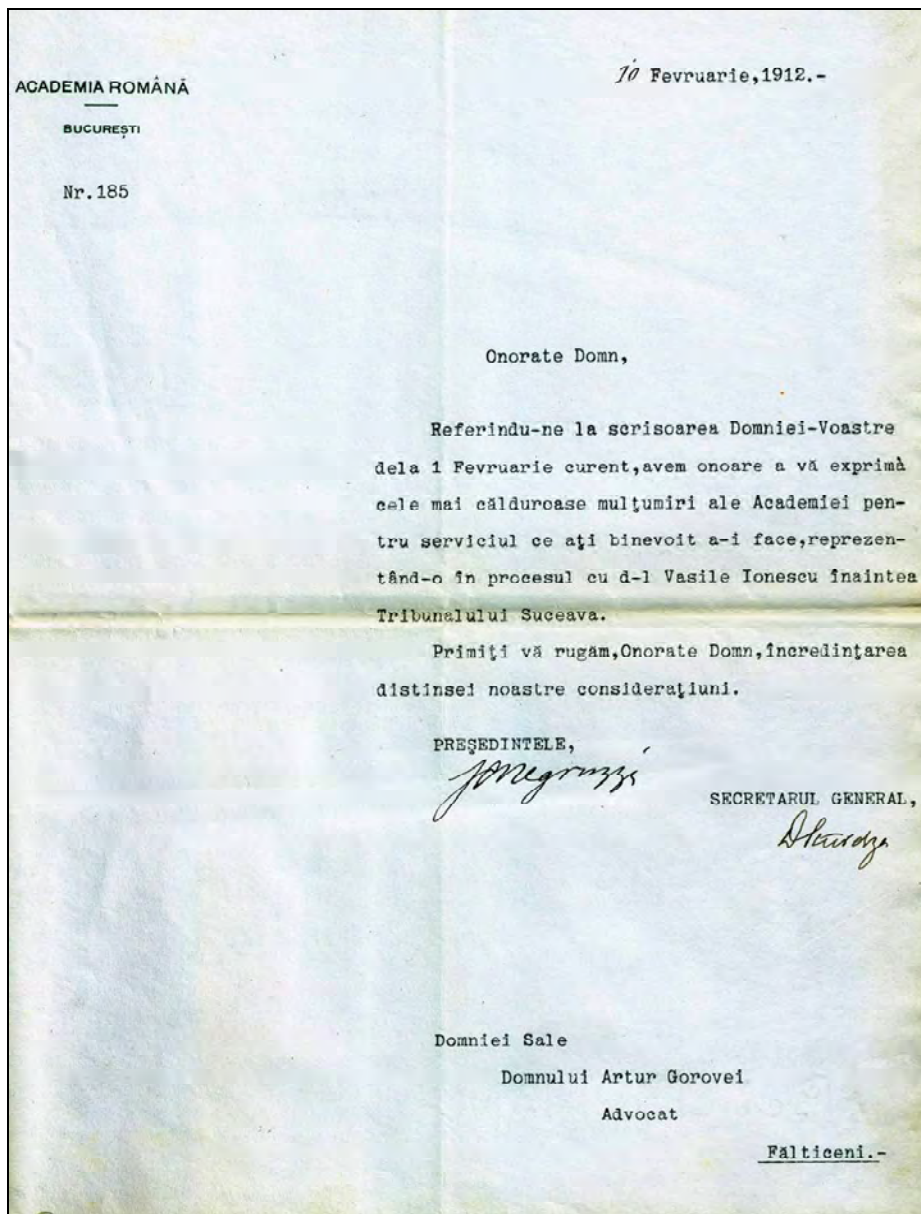 10 Fevruarie,1912.-
ACADEMIA ROMÂNĂ
BUCUREȘTI
Nr.185
Onorate Domn,
Referindu-ne la scrisoarea Domniei-Voastre
dela 1 Fevruarie curent,avem onoare a vă exprimà
cele mai călduroase mulţumiri ale Academiei pen-
tru serviciul ce aţi binevoit a-i face,reprezen-
tând-o în procesul cu d-l Vasile Ionescu înaintea
Tribunalului Suceava.
Primiţi vă rugăm,Onorate Domn,încredinţarea
distinsei noastre consideraţiuni.
PREŞEDINTELE,
JNegruzzi
SECRETARUL GENERAL,
Domniei Sale
Domnului Artur Gorovei
Advocat
Fălticeni.-